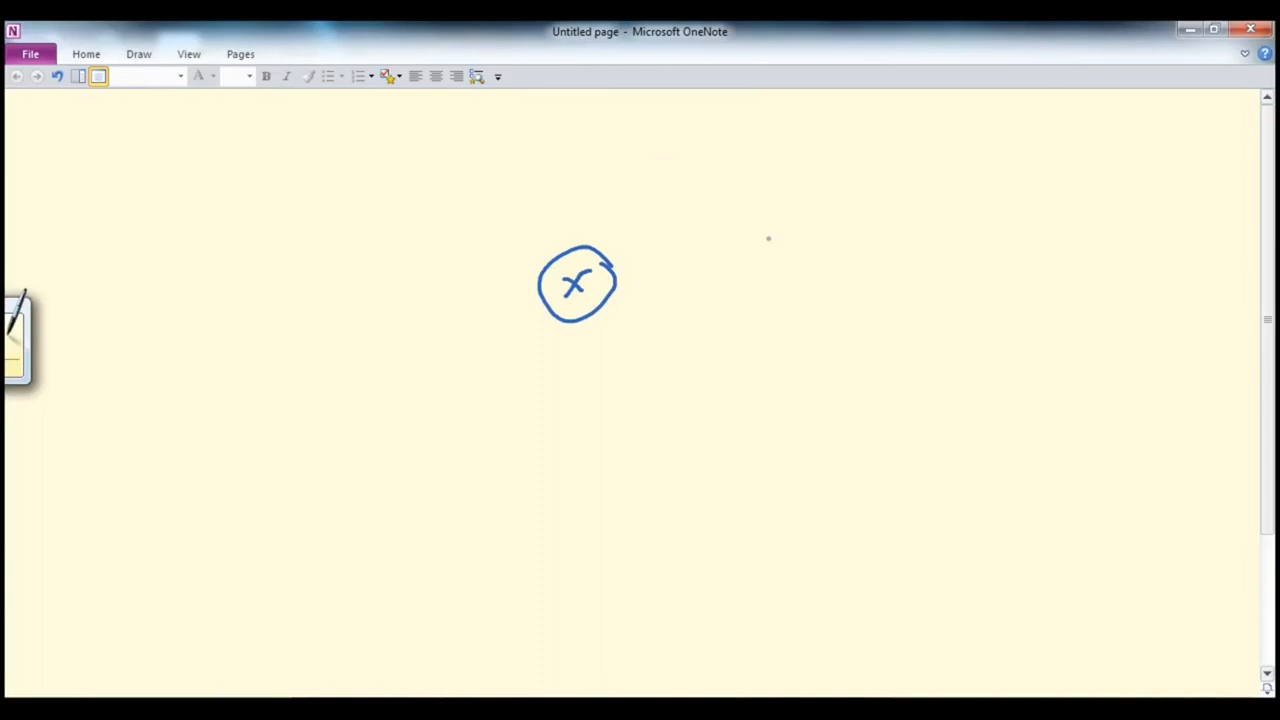 N
Untitled page - Microsoft OneNote
File Home Draw View Pages
A B I
x